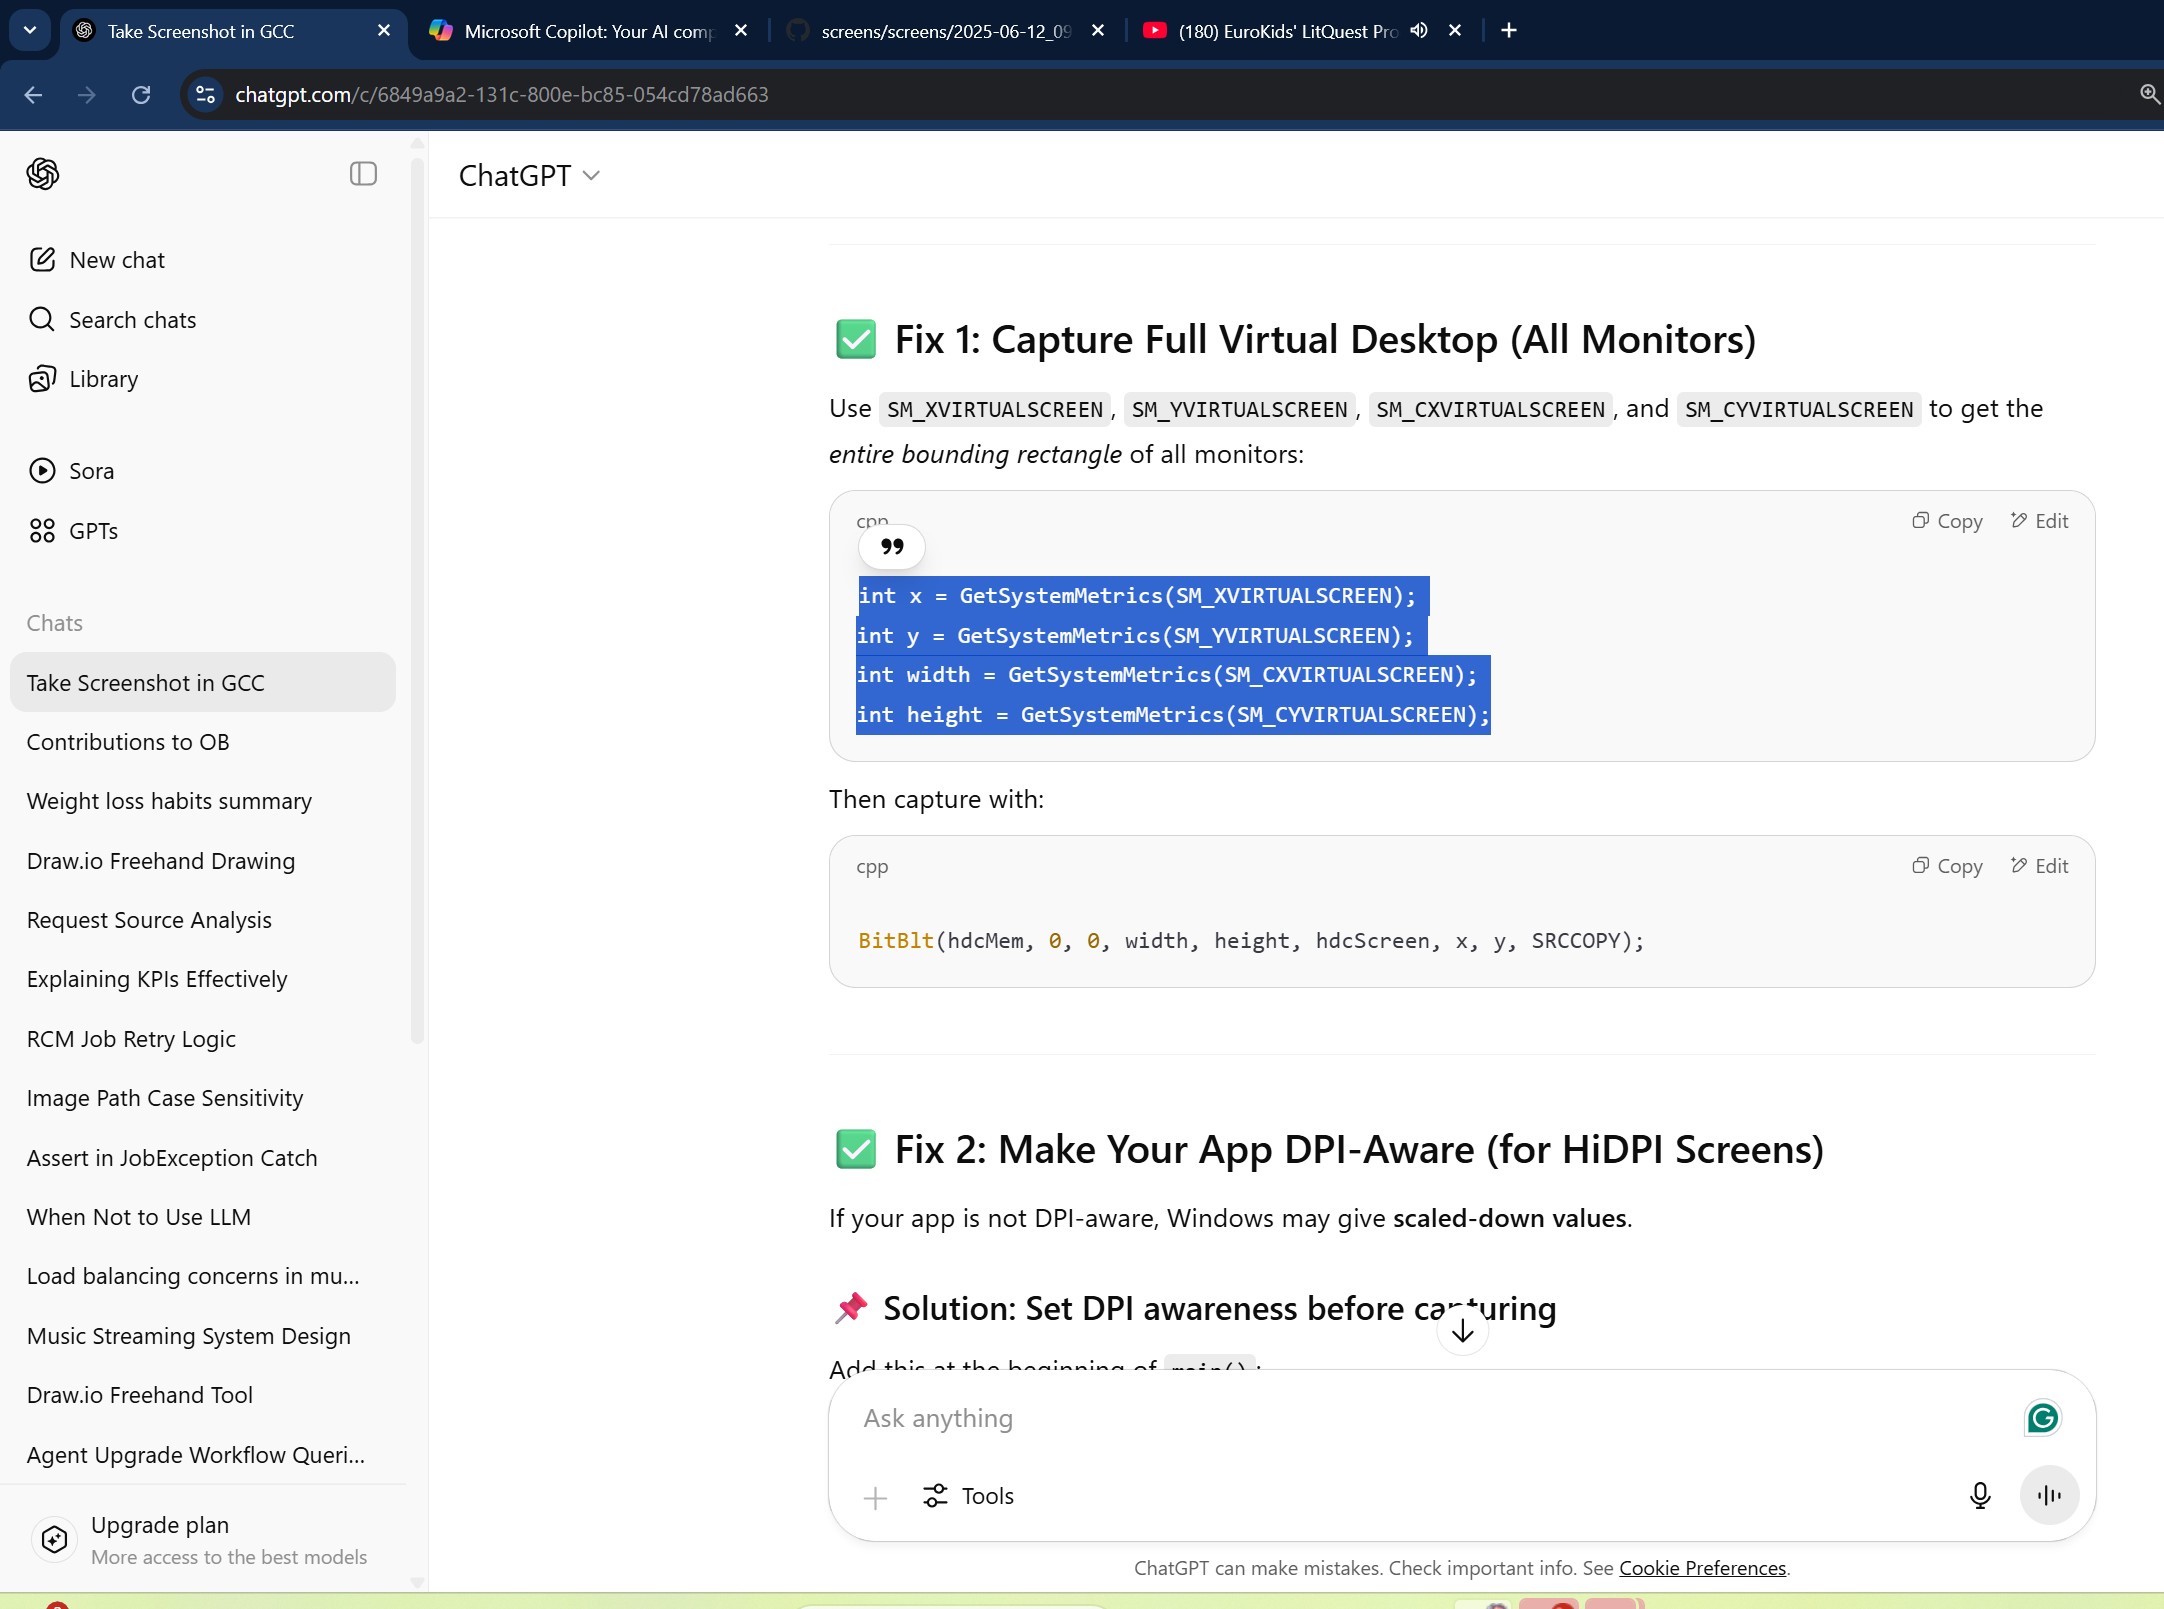 Take Screenshot in GCC
Microsoft Copilot: Your AI comp
screens/screens/2025-06-12_09
(180) EuroKids' LitQuest Pro
chatgpt.com/c/6849a9a2-131c-800e-bc85-054cd78ad663
New chat
Search chats
Library
Sora
GPTs
Chats
Take Screenshot in GCC
Contributions to OB
Weight loss habits summary
Draw.io Freehand Drawing
Request Source Analysis
Explaining KPIs Effectively
RCM Job Retry Logic
Image Path Case Sensitivity
Assert in JobException Catch
When Not to Use LLM
Load balancing concerns in mu...
Music Streaming System Design
Draw.io Freehand Tool
Agent Upgrade Workflow Queri...
Upgrade plan
More access to the best models
ChatGPT
✅ Fix 1: Capture Full Virtual Desktop (All Monitors)
Use SM_XVIRTUALSCREEN, SM_YVIRTUALSCREEN, SM_CXVIRTUALSCREEN, and SM_CYVIRTUALSCREEN to get the
entire bounding rectangle of all monitors:
cpp
Copy Edit
int x = GetSystemMetrics(SM_XVIRTUALSCREEN);
int y = GetSystemMetrics(SM_YVIRTUALSCREEN);
int width = GetSystemMetrics(SM_CXVIRTUALSCREEN);
int height = GetSystemMetrics(SM_CYVIRTUALSCREEN);
Then capture with:
cpp
Copy Edit
BitBlt(hdcMem, 0, 0, width, height, hdcScreen, x, y, SRCCOPY);
✅ Fix 2: Make Your App DPI-Aware (for HiDPI Screens)
If your app is not DPI-aware, Windows may give scaled-down values.
📌 Solution: Set DPI awareness before capturing
Add this at the beginning of main():
Ask anything
Tools
ChatGPT can make mistakes. Check important info. See Cookie Preferences.